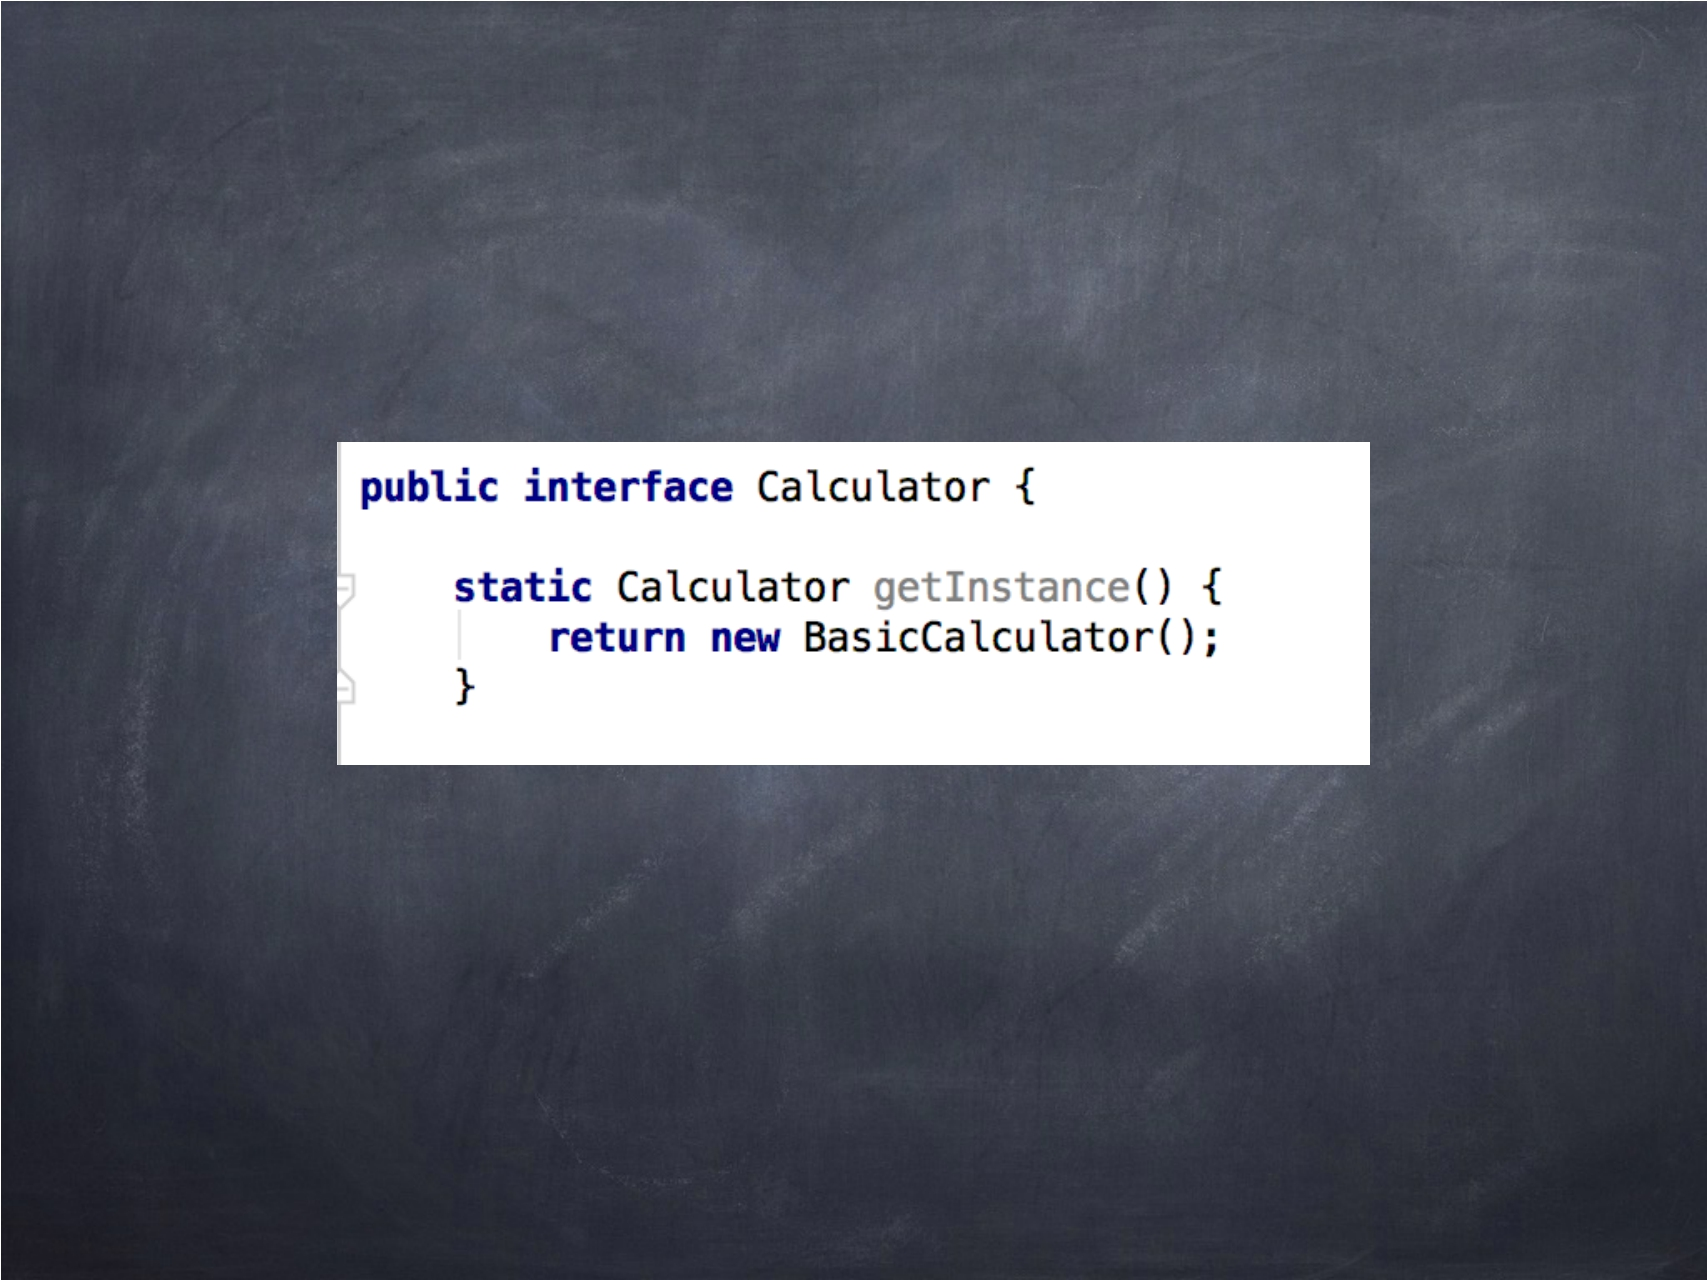 public interface Calculator {
static Calculator getInstance() {
return new BasicCalculator();
}